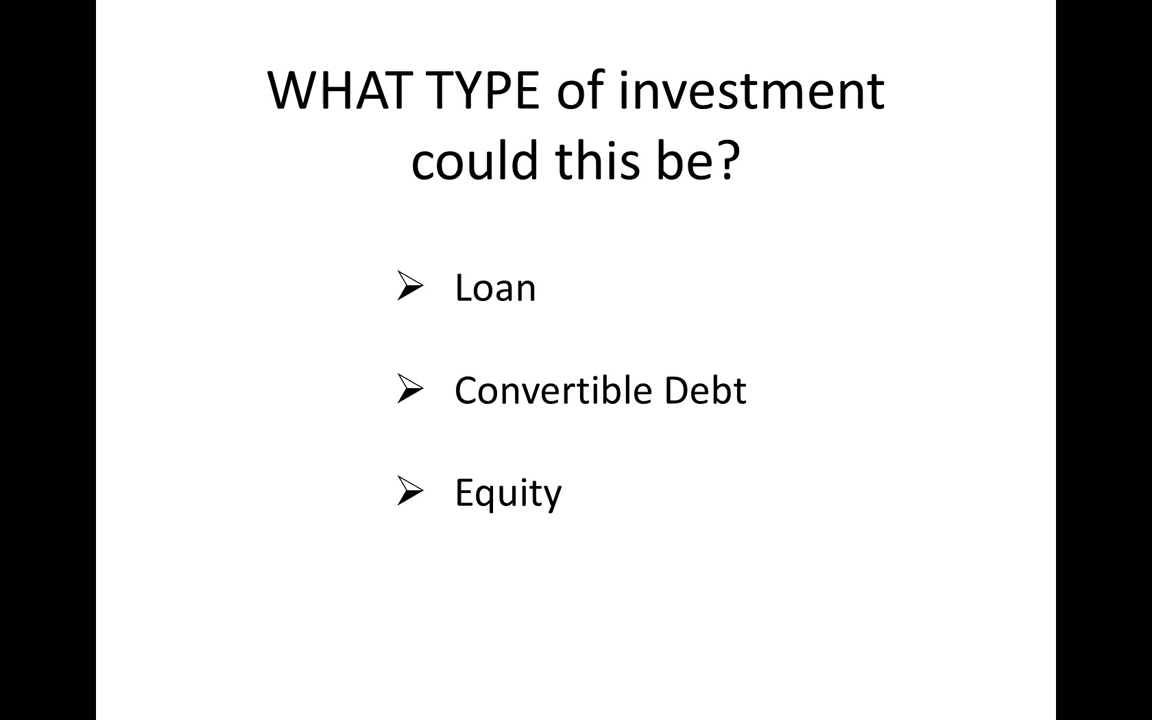 WHAT TYPE of investment
could this be?
➢ Loan
➢ Convertible Debt
➢ Equity